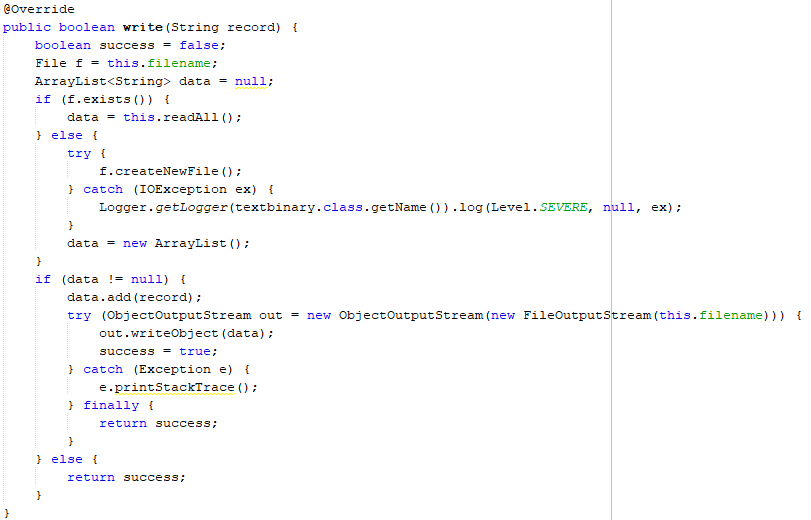 @Override
public boolean write(String record) {
    boolean success = false;
    File f = this.filename;
    ArrayList<String> data = null;
    if (f.exists()) {
        data = this.readAll();
    } else {
        try {
            f.createNewFile();
        } catch (IOException ex) {
            Logger.getLogger(textbinary.class.getName()).log(Level.SEVERE, null, ex);
        }
        data = new ArrayList();
    }
    if (data != null) {
        data.add(record);
        try (ObjectOutputStream out = new ObjectOutputStream(new FileOutputStream(this.filename))) {
            out.writeObject(data);
            success = true;
        } catch (Exception e) {
            e.printStackTrace();
        } finally {
            return success;
        }
    } else {
        return success;
    }
}